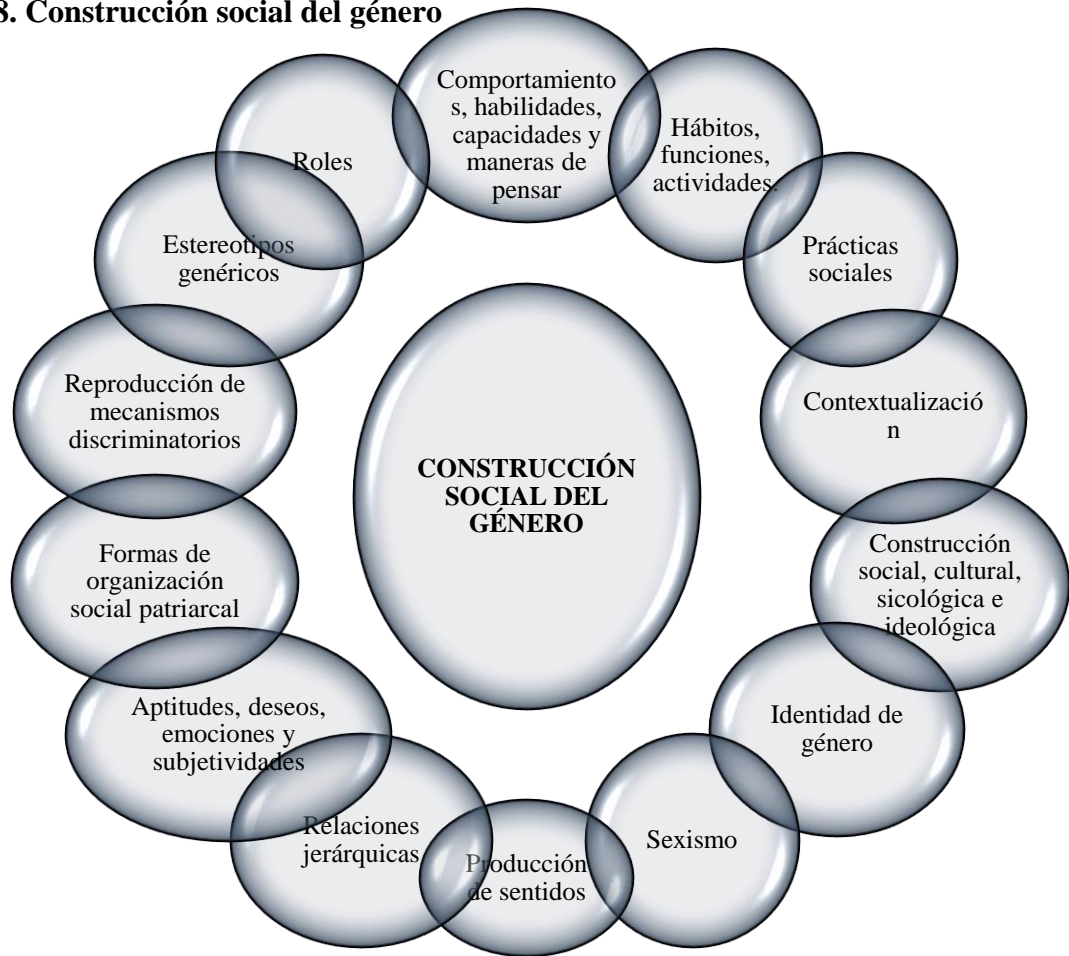 8. Construcción social del género
Comportamiento
s, habilidades,
capacidades y
maneras de
pensar
Hábitos,
funciones,
actividades.
Prácticas
sociales
Contextualizació
n
Construcción
social, cultural,
sicológica e
ideológica
Identidad de
género
Sexismo
Producción
de sentidos
Relaciones
jerárquicas
Aptitudes, deseos,
emociones y
subjetividades
Formas de
organización
social patriarcal
Reproducción de
mecanismos
discriminatorios
Estereotipos
genéricos
Roles
CONSTRUCCIÓN
SOCIAL DEL
GÉNERO